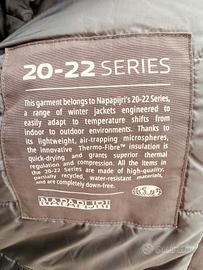 20-22 SERIES
This garment belongs to Napapijri's 20-22 Series,
a range of winter jackets engineered to
easily adapt to temperature shifts from
indoor to outdoor environments. Thanks to
its lightweight, air-trapping microspheres,
the innovative Thermo-Fibre™ insulation is
quick-drying and grants superior thermal
regulation and compression. All the items of
the 20-22 Series are made of high-quality,
partially recycled, water-resistant materials,
and are completely down-free.
NAPAPIJRI
subito